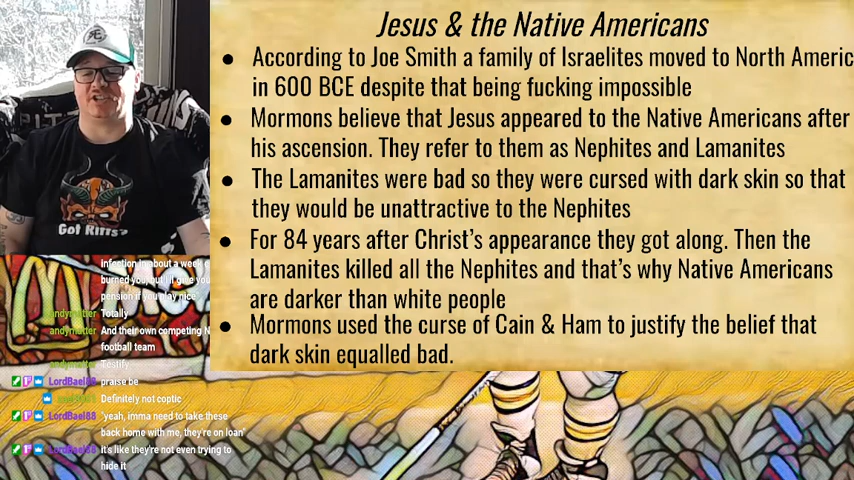 Jesus & the Native Americans
● According to Joe Smith a family of Israelites moved to North Americ
in 600 BCE despite that being fucking impossible
● Mormons believe that Jesus appeared to the Native Americans after
his ascension. They refer to them as Nephites and Lamanites
● The Lamanites were bad so they were cursed with dark skin so that
they would be unattractive to the Nephites
● For 84 years after Christ's appearance they got along. Then the
Lamanites killed all the Nephites and that's why Native Americans
are darker than white people
● Mormons used the curse of Cain & Ham to justify the belief that
dark skin equalled bad.
Got Riffs?
infection in about a week
burned you, but I'll give you
pension if you play nice
andymatter Totally
andymatter And their own competing N
football team
andymatter Testify
LordBael88 praise be
Definitely not coptic
LordBael88 "yeah, imma need to take these
back home with me, they're on loan"
LordBael88 it's like they're not even trying to
hide it